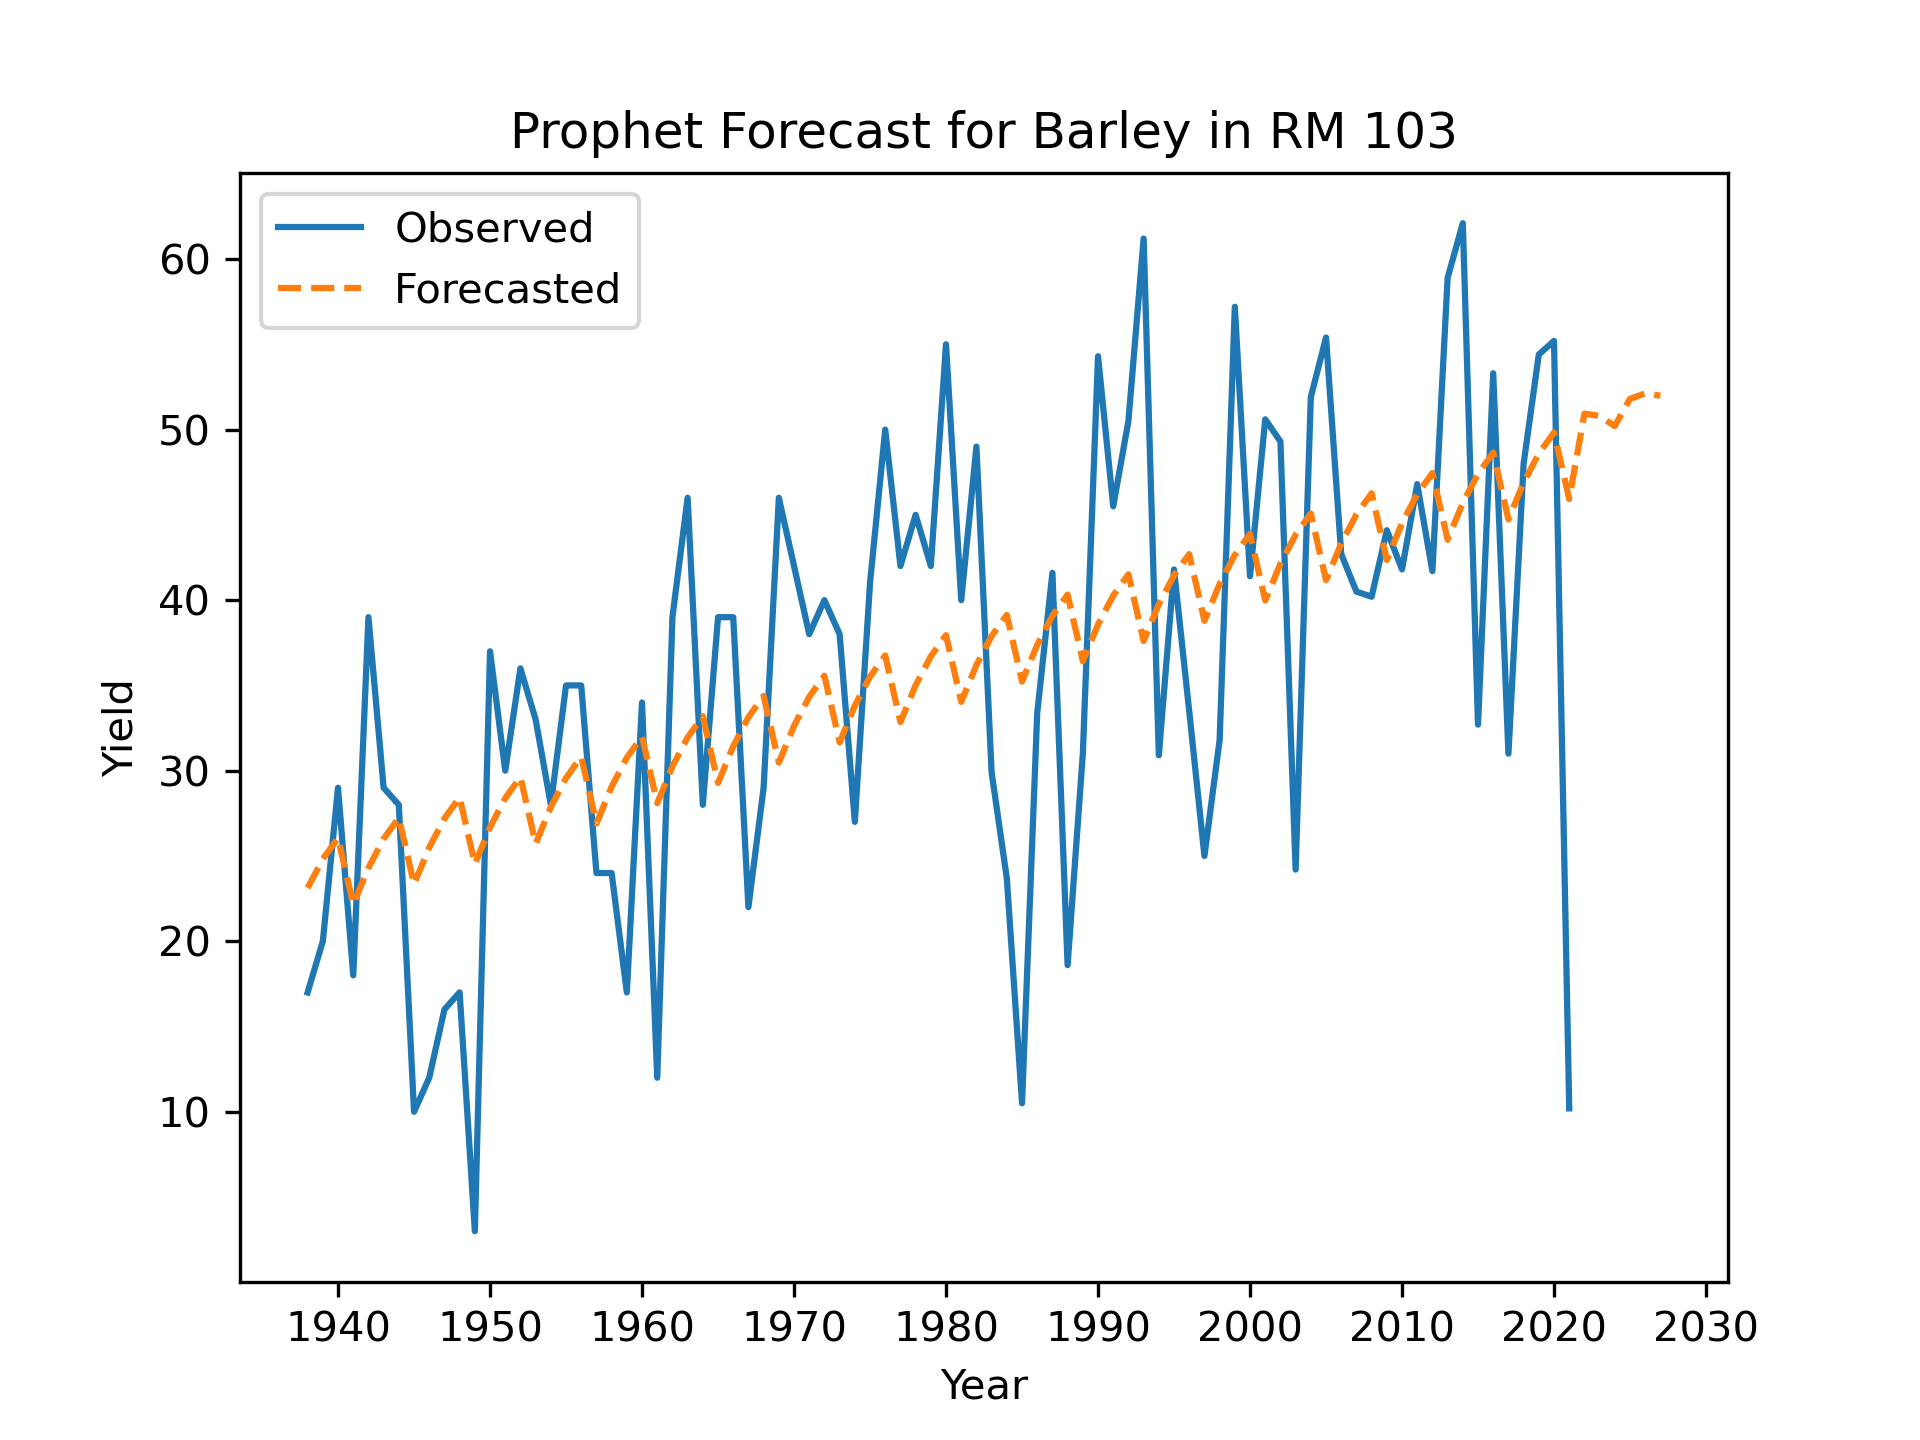 Prophet Forecast for Barley in RM 103
Observed
Forecasted
60
50
40
30
20
10
Yield
1940 1950 1960 1970 1980 1990 2000 2010 2020 2030
Year